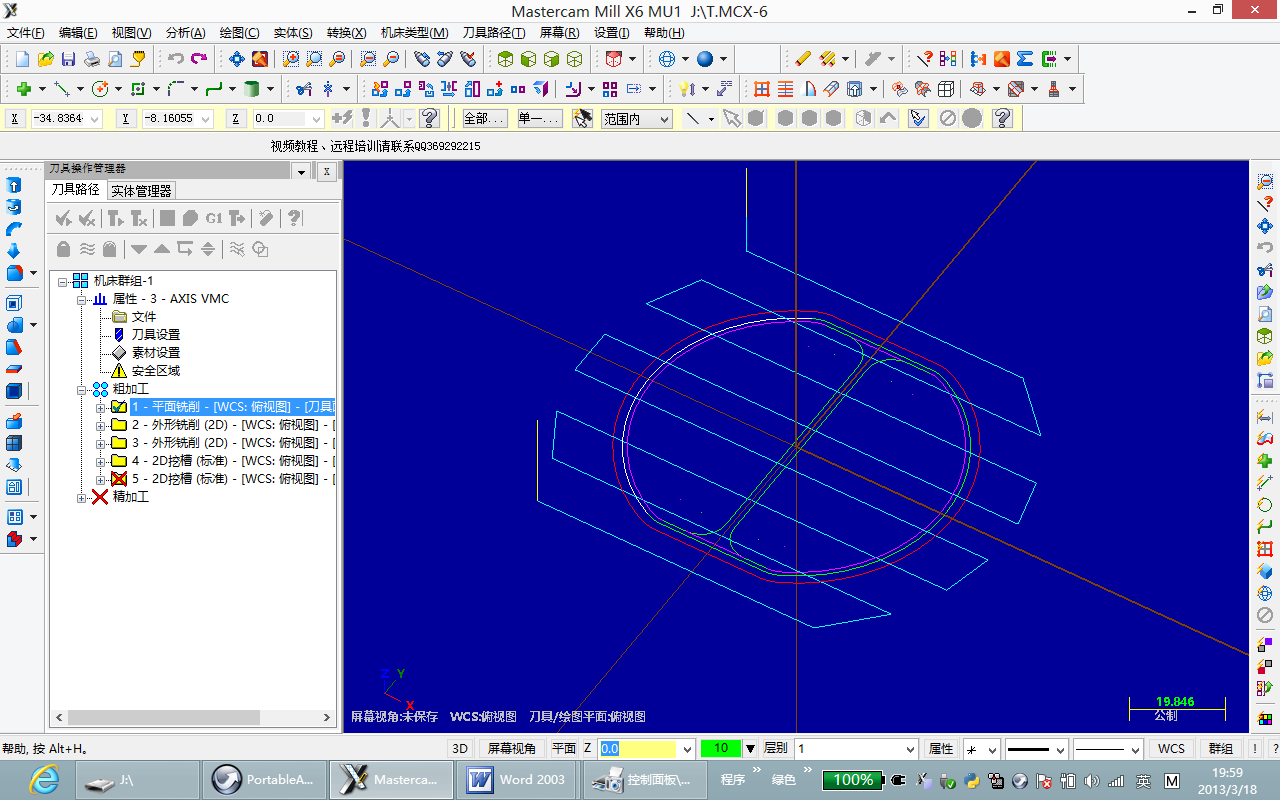 Mastercam Mill X6 MU1 J:\T.MCX-6
文件(F) 编辑(E) 视图(V) 分析(A) 绘图(C) 实体(S) 转换(X) 机床类型(M) 刀具路径(T) 屏幕(R) 设置(I) 帮助(H)
X -34.8364 Y -8.16055 Z 0.0 全部... 单一... 范围内
视频教程、远程培训请联系QQ369292215
刀具操作管理器 x
刀具路径 实体管理器
G1
机床群组-1
属性 - 3 - AXIS VMC
文件
刀具设置
素材设置
安全区域
粗加工
1 - 平面铣削 - [WCS: 俯视图] - [刀具
2 - 外形铣削 (2D) - [WCS: 俯视图] - [
3 - 外形铣削 (2D) - [WCS: 俯视图] - [
4 - 2D挖槽 (标准) - [WCS: 俯视图] - [
5 - 2D挖槽 (标准) - [WCS: 俯视图] - [
精加工
Z Y
X
屏幕视角:未保存 WCS:俯视图 刀具/绘图平面:俯视图
19.846
公制
帮助, 按 Alt+H。 3D 屏幕视角 平面 Z 0.0 10 层别 1 属性 WCS 群组 ! ?
J:\ PortableA... Masterca... Word 2003 控制面板\... 程序 » 绿色 » 100% 英 M 19:59
2013/3/18